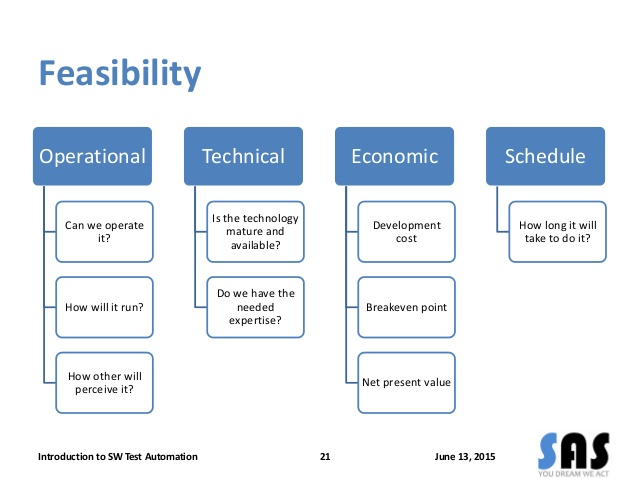 Feasibility
Operational
Can we operate
it?
How will it run?
How other will
perceive it?
Technical
Is the technology
mature and
available?
Do we have the
needed
expertise?
Economic
Development
cost
Breakeven point
Net present value
Schedule
How long it will
take to do it?
Introduction to SW Test Automation
21
June 13, 2015
SAS
YOU DREAM WE ACT